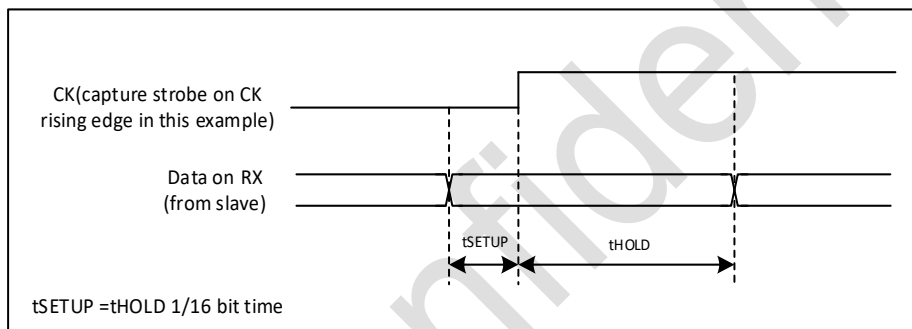 CK(capture strobe on CK
rising edge in this example)
Data on RX
(from slave)
tSETUP
tHOLD
tSETUP =tHOLD 1/16 bit time